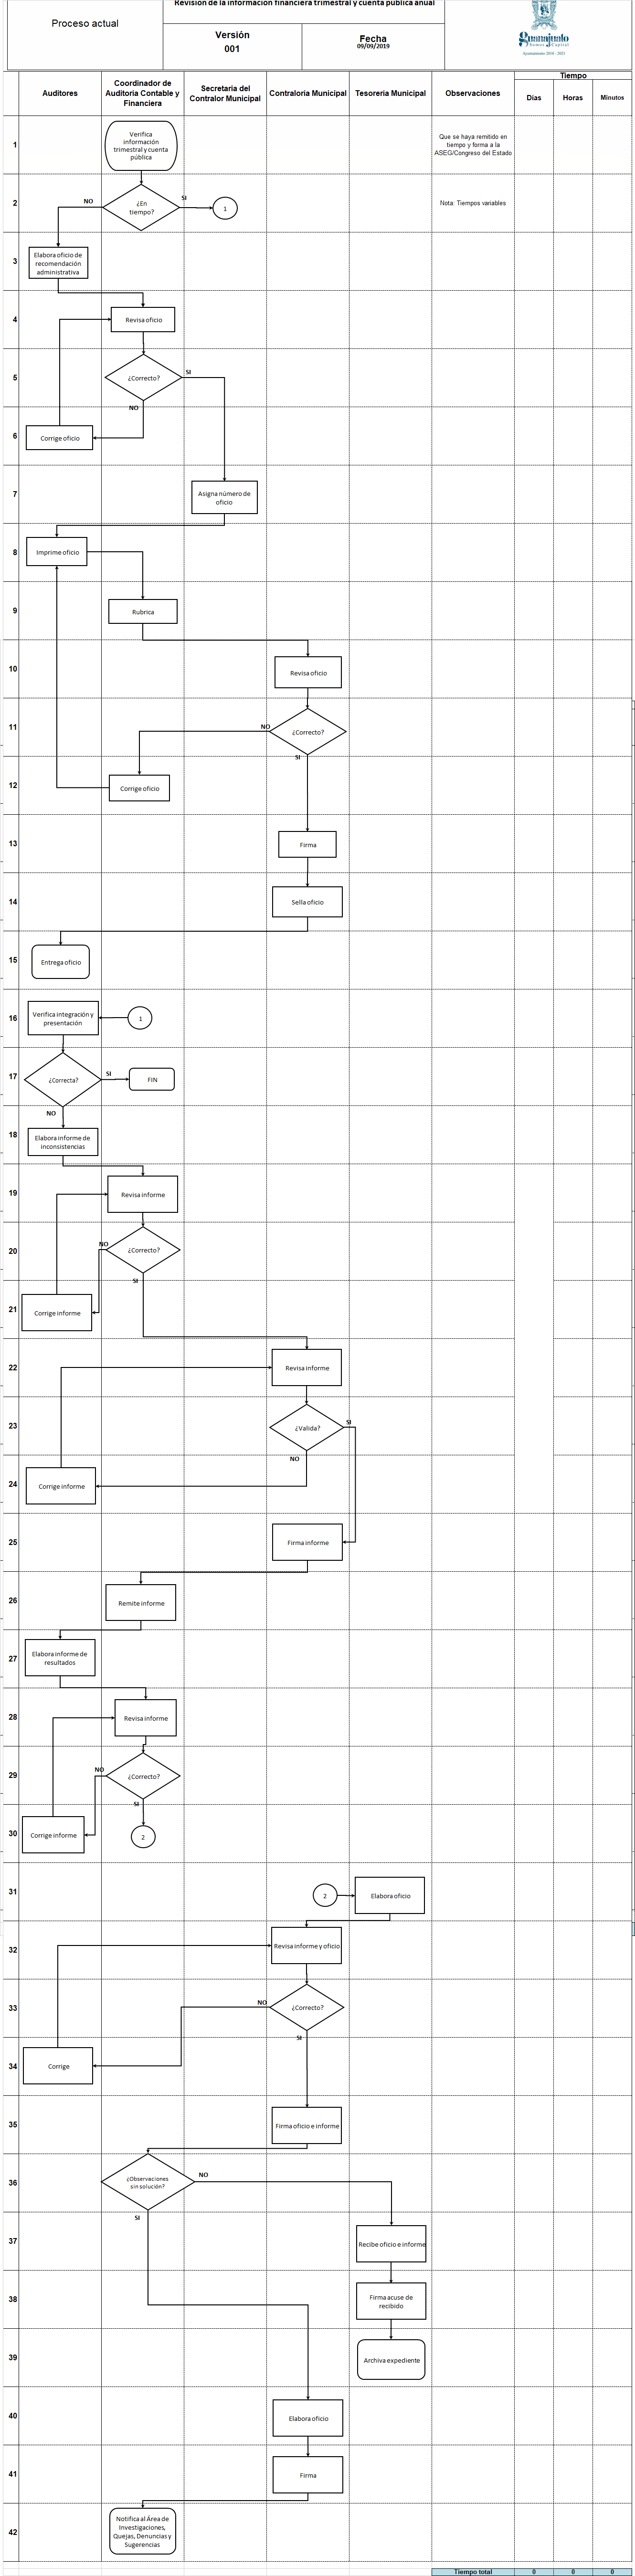 Proceso actual
Revisión de la información financiera trimestral y cuenta pública anual
Versión
001
Fecha
09/09/2019
Guanajuato
Somos Capital
Ayuntamiento 2018 - 2021
Auditores
Coordinador de
Auditoría Contable y
Financiera
Secretaria del
Contralor Municipal
Contraloría Municipal
Tesorería Municipal
Observaciones
Tiempo
Días
Horas
Minutos
1
Verifica
información
trimestral y cuenta
pública
Que se haya remitido en
tiempo y forma a la
ASEG/Congreso del Estado
2
NO
¿En
tiempo?
SI
1
Nota: Tiempos variables
3
Elabora oficio de
recomendación
administrativa
4
Revisa oficio
5
¿Correcto?
SI
NO
6
Corrige oficio
7
Asigna número de
oficio
8
Imprime oficio
9
Rubrica
10
Revisa oficio
11
NO
¿Correcto?
SI
12
Corrige oficio
13
Firma
14
Sella oficio
15
Entrega oficio
16
Verifica integración y
presentación
1
17
¿Correcta?
SI
FIN
NO
18
Elabora informe de
inconsistencias
19
Revisa informe
20
NO
¿Correcto?
SI
21
Corrige informe
22
Revisa informe
23
¿Valida?
SI
NO
24
Corrige informe
25
Firma informe
26
Remite informe
27
Elabora informe de
resultados
28
Revisa informe
29
NO
¿Correcto?
SI
30
Corrige informe
2
31
2
Elabora oficio
32
Revisa informe y oficio
33
NO
¿Correcto?
SI
34
Corrige
35
Firma oficio e informe
36
¿Observaciones
sin solución?
NO
SI
37
Recibe oficio e informe
38
Firma acuse de
recibido
39
Archiva expediente
40
Elabora oficio
41
Firma
42
Notifica al Área de
Investigaciones,
Quejas, Denuncias y
Sugerencias
Tiempo total
0
0
0